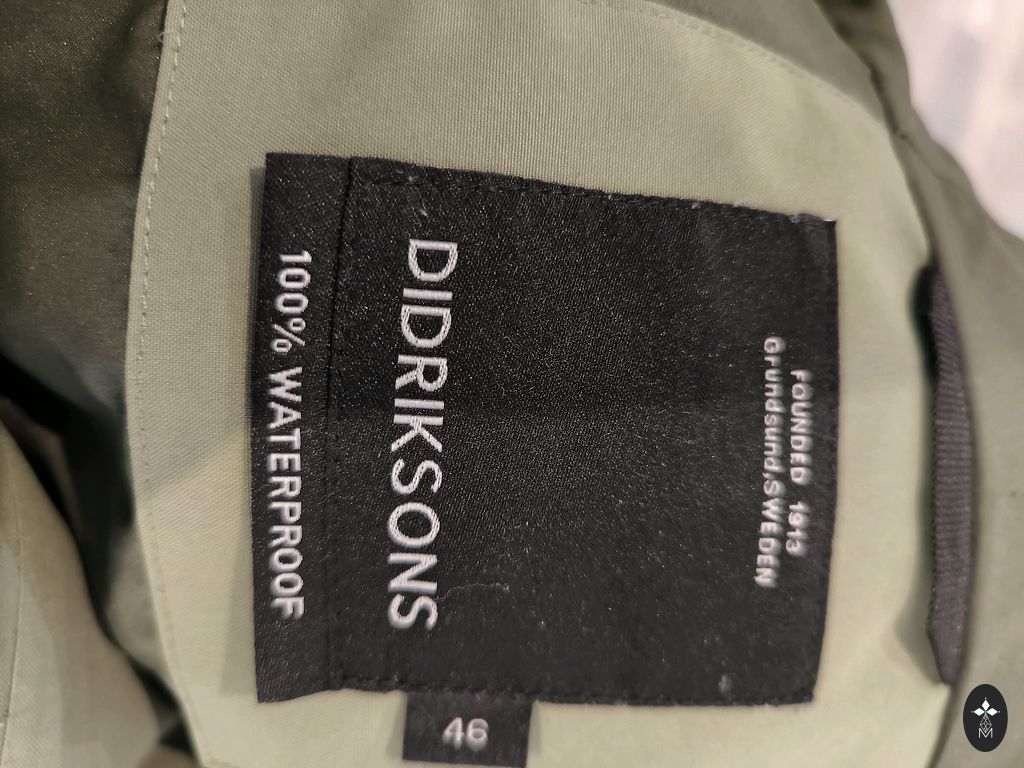 FOUNDED 1913
Grundsund.SWEDEN
DIDRIKSONS
100% WATERPROOF
46
M